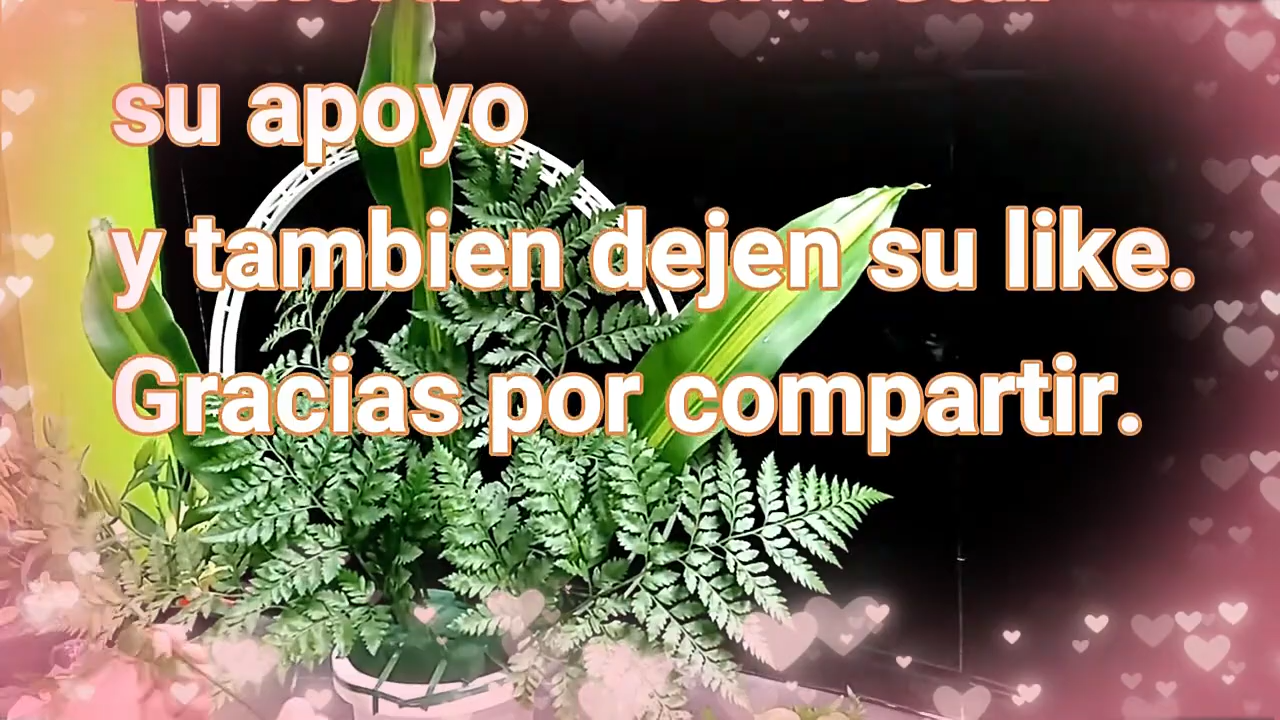 su apoyo
y tambien dejen su like.
Gracias por compartir.